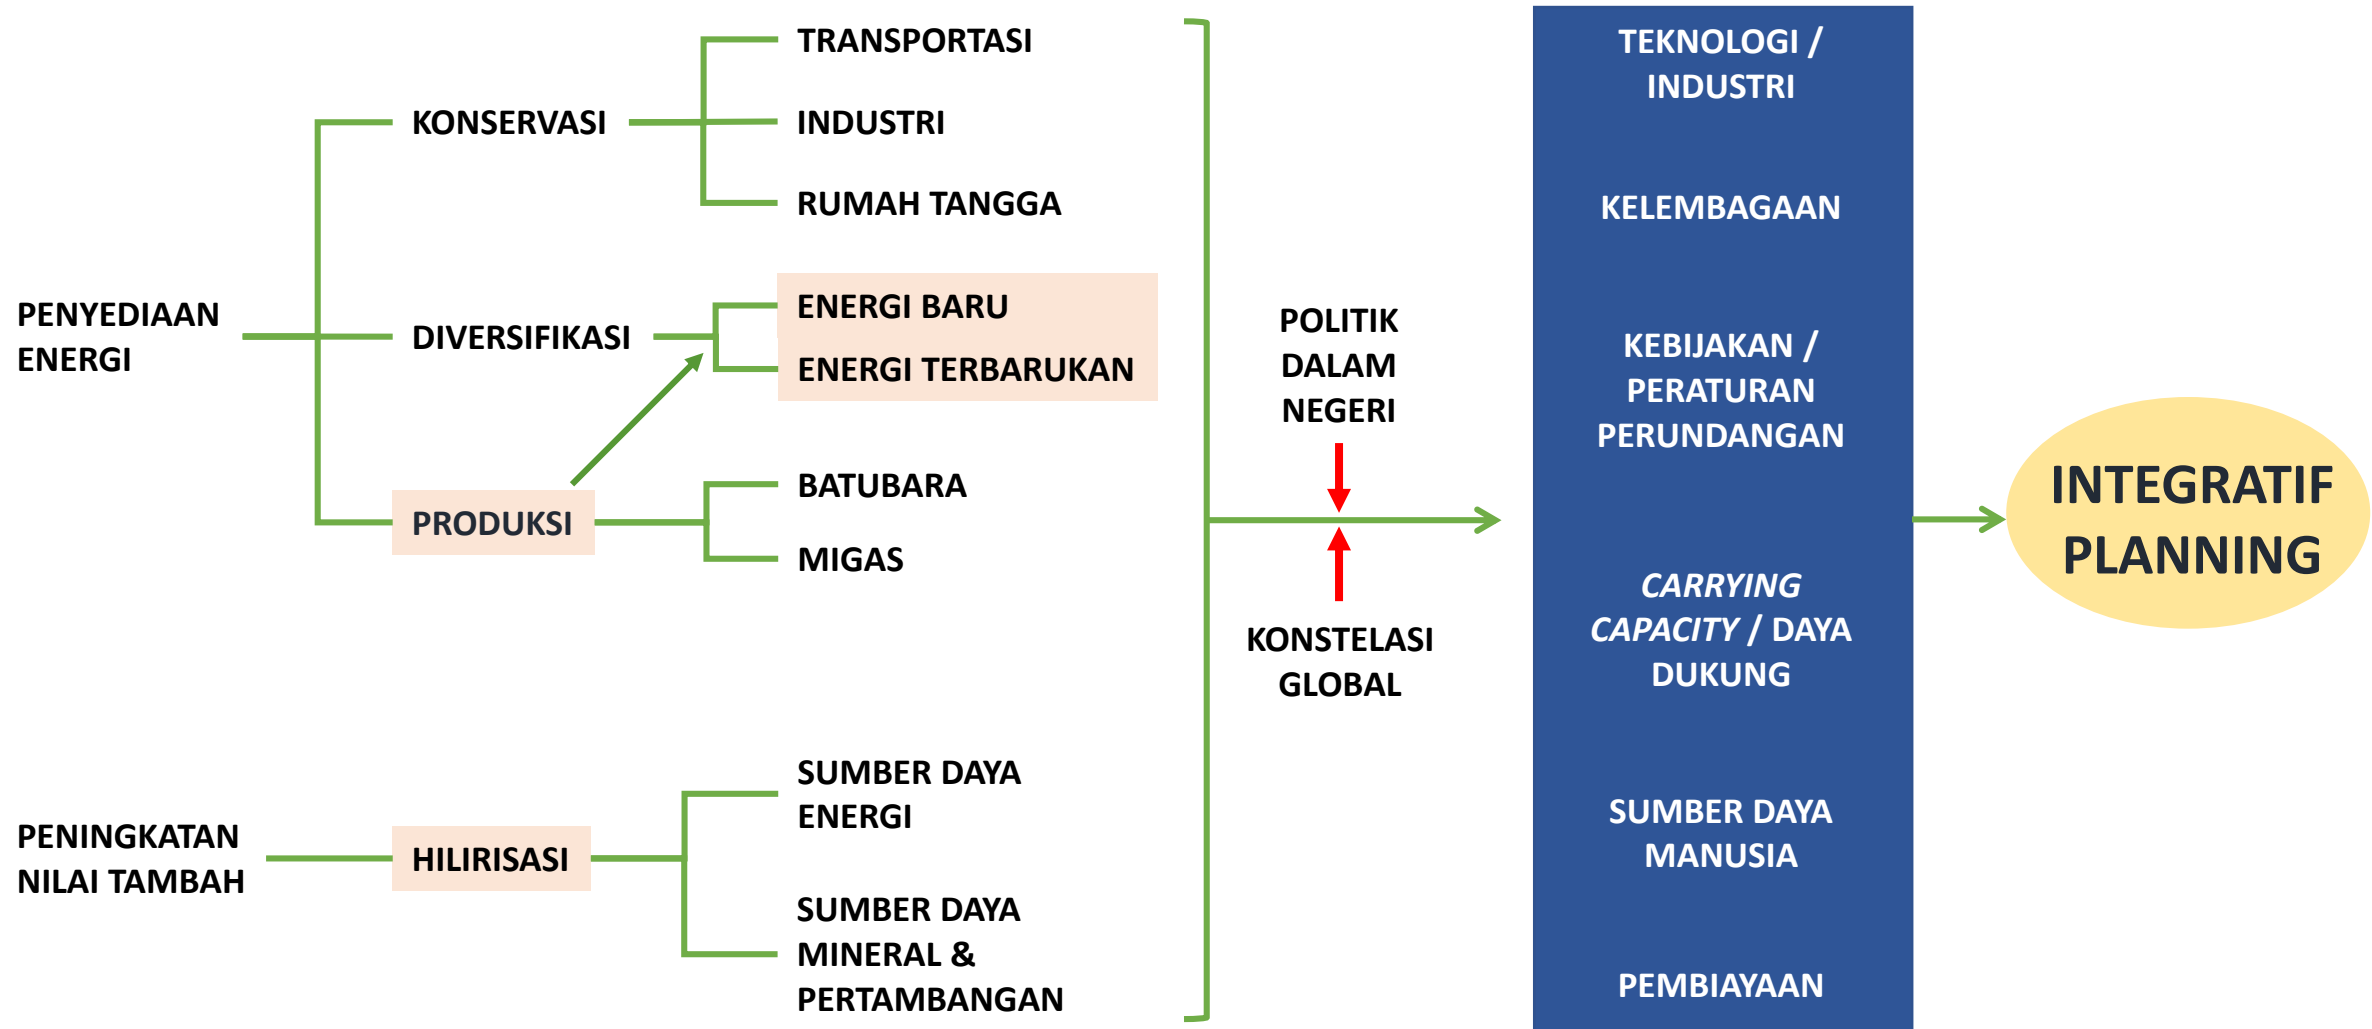 PENYEDIAAN
ENERGI
KONSERVASI
TRANSPORTASI
INDUSTRI
RUMAH TANGGA
DIVERSIFIKASI
ENERGI BARU
ENERGI TERBARUKAN
PRODUKSI
BATUBARA
MIGAS
PENINGKATAN
NILAI TAMBAH
HILIRISASI
SUMBER DAYA
ENERGI
SUMBER DAYA
MINERAL &
PERTAMBANGAN
POLITIK
DALAM
NEGERI
KONSTELASI
GLOBAL
TEKNOLOGI /
INDUSTRI
KELEMBAGAAN
KEBIJAKAN /
PERATURAN
PERUNDANGAN
CARRYING
CAPACITY / DAYA
DUKUNG
SUMBER DAYA
MANUSIA
PEMBIAYAAN
INTEGRATIF
PLANNING